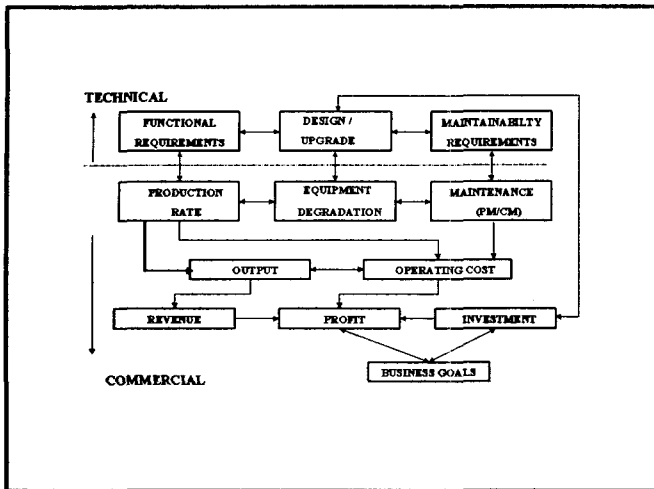 TECHNICAL
FUNCTIONAL
REQUIREMENTS
DESIGN /
UPGRADE
MAINTAINABILTY
REQUIREMENTS
PRODUCTION
RATE
EQUIPMENT
DEGRADATION
MAINTENANCE
(PM/CM)
OUTPUT
OPERATING COST
REVENUE
PROFIT
INVESTMENT
BUSINESS GOALS
COMMERCIAL